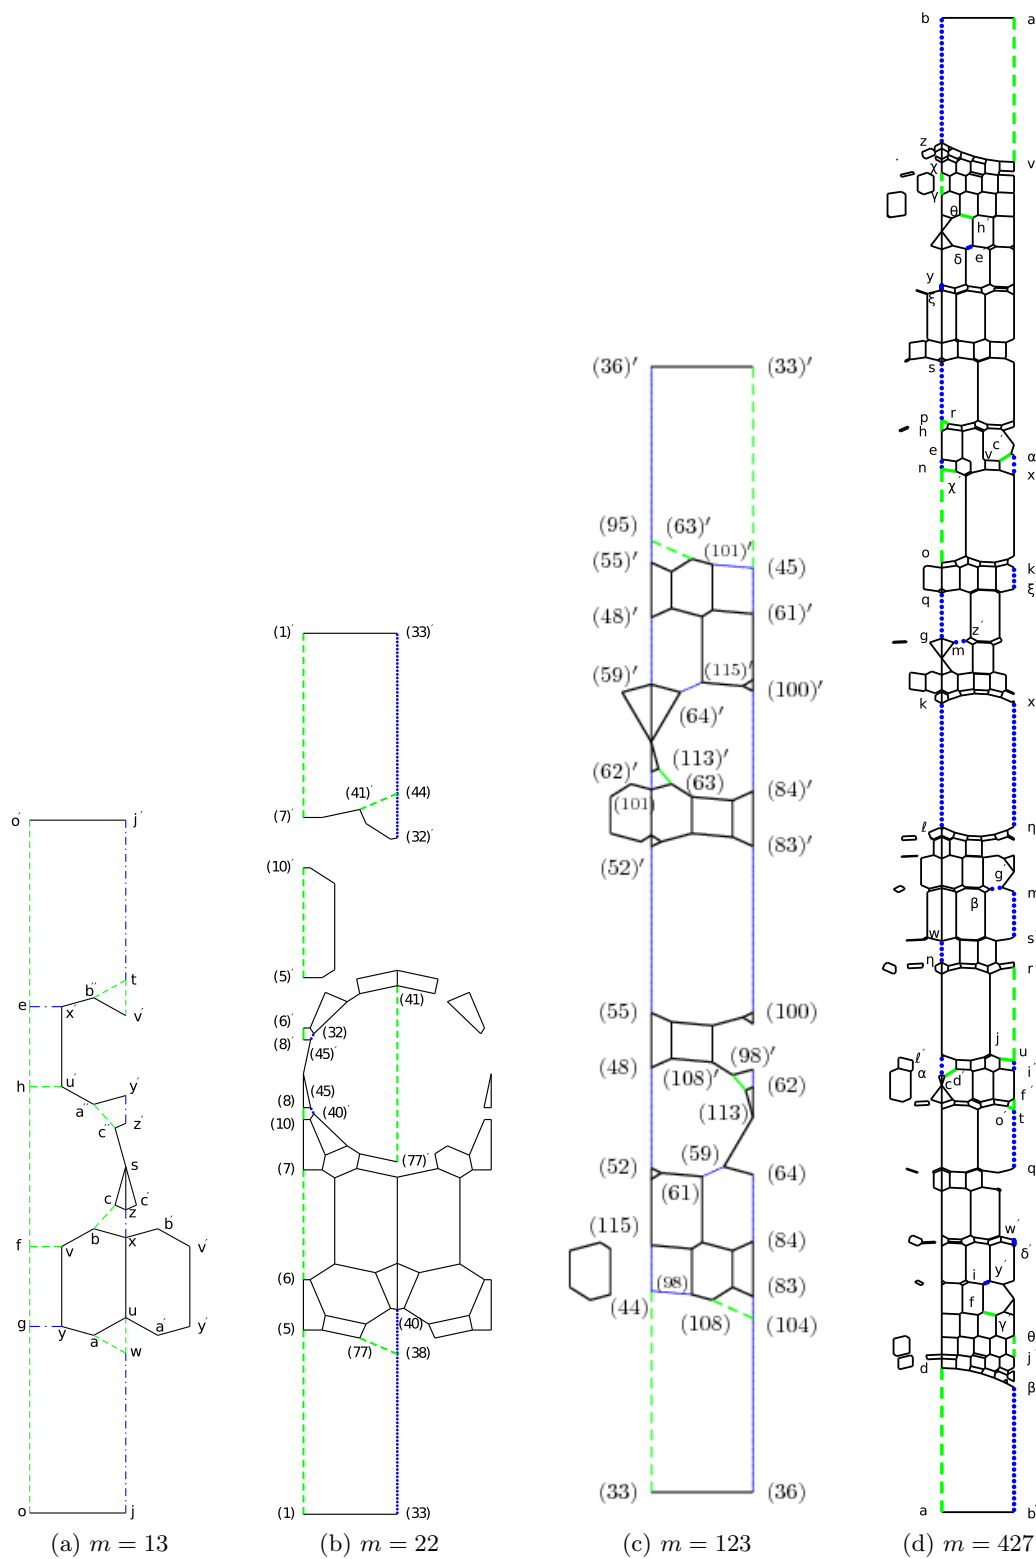 o′ j′
t
b″
e x′ v′
h u′ y′
a″
c″ z′
s
c c′
z
b x b′
f v v′
u
g y a a′ y′
w
o j
(a) m = 13
(1)′ (33)′
(41)′ (44)
(7)′ (32)′
(10)′
(5)′
(41)
(6)′ (32)
(8)′ (45)′
(45)
(8) (40)′
(10)
(7) (77)′
(6)
(40)
(5)
(77) (38)
(1) (33)
(b) m = 22
(36)′ (33)′
(95) (63)′
(101)′
(55)′ (45)
(48)′ (61)′
(59)′ (115)′ (100)′
(64)′
(113)′
(62)′ (63) (84)′
(101)
(83)′
(52)′
(55) (100)
(98)′
(48) (108)′ (62)
(113)
(59)
(52) (64)
(61)
(115) (84)
(98) (83)
(44) (108) (104)
(33) (36)
(c) m = 123
b a
z
χ v
γ
θ h′
δ e′
y
ξ
s
p r
h
c′
e v α
n x
χ′
o k
ξ
q
z′
g m
k x
ℓ η
g′
β m
w s
η r
j
u
ℓ′ i′
α c d′
f′
o′ t
q
w′
δ′
i y′
f
γ
θ
j
d β
a b
(d) m = 427